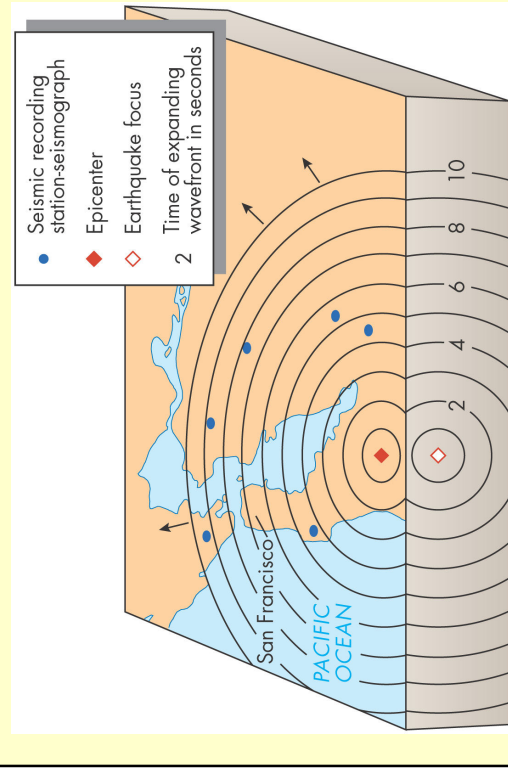 Seismic recording
station-seismograph
Epicenter
Earthquake focus
2 Time of expanding
wavefront in seconds
San Francisco
PACIFIC
OCEAN
2
4
6
8
10